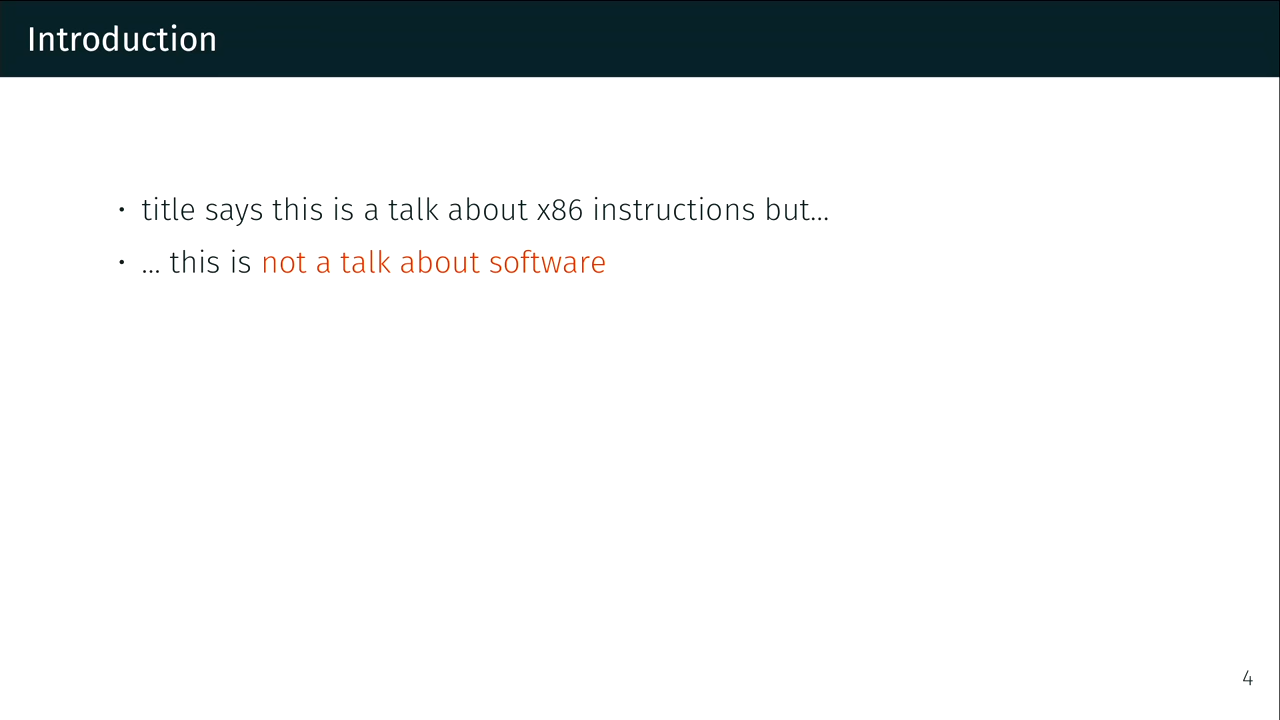 Introduction
• title says this is a talk about x86 instructions but...
• ... this is not a talk about software
4